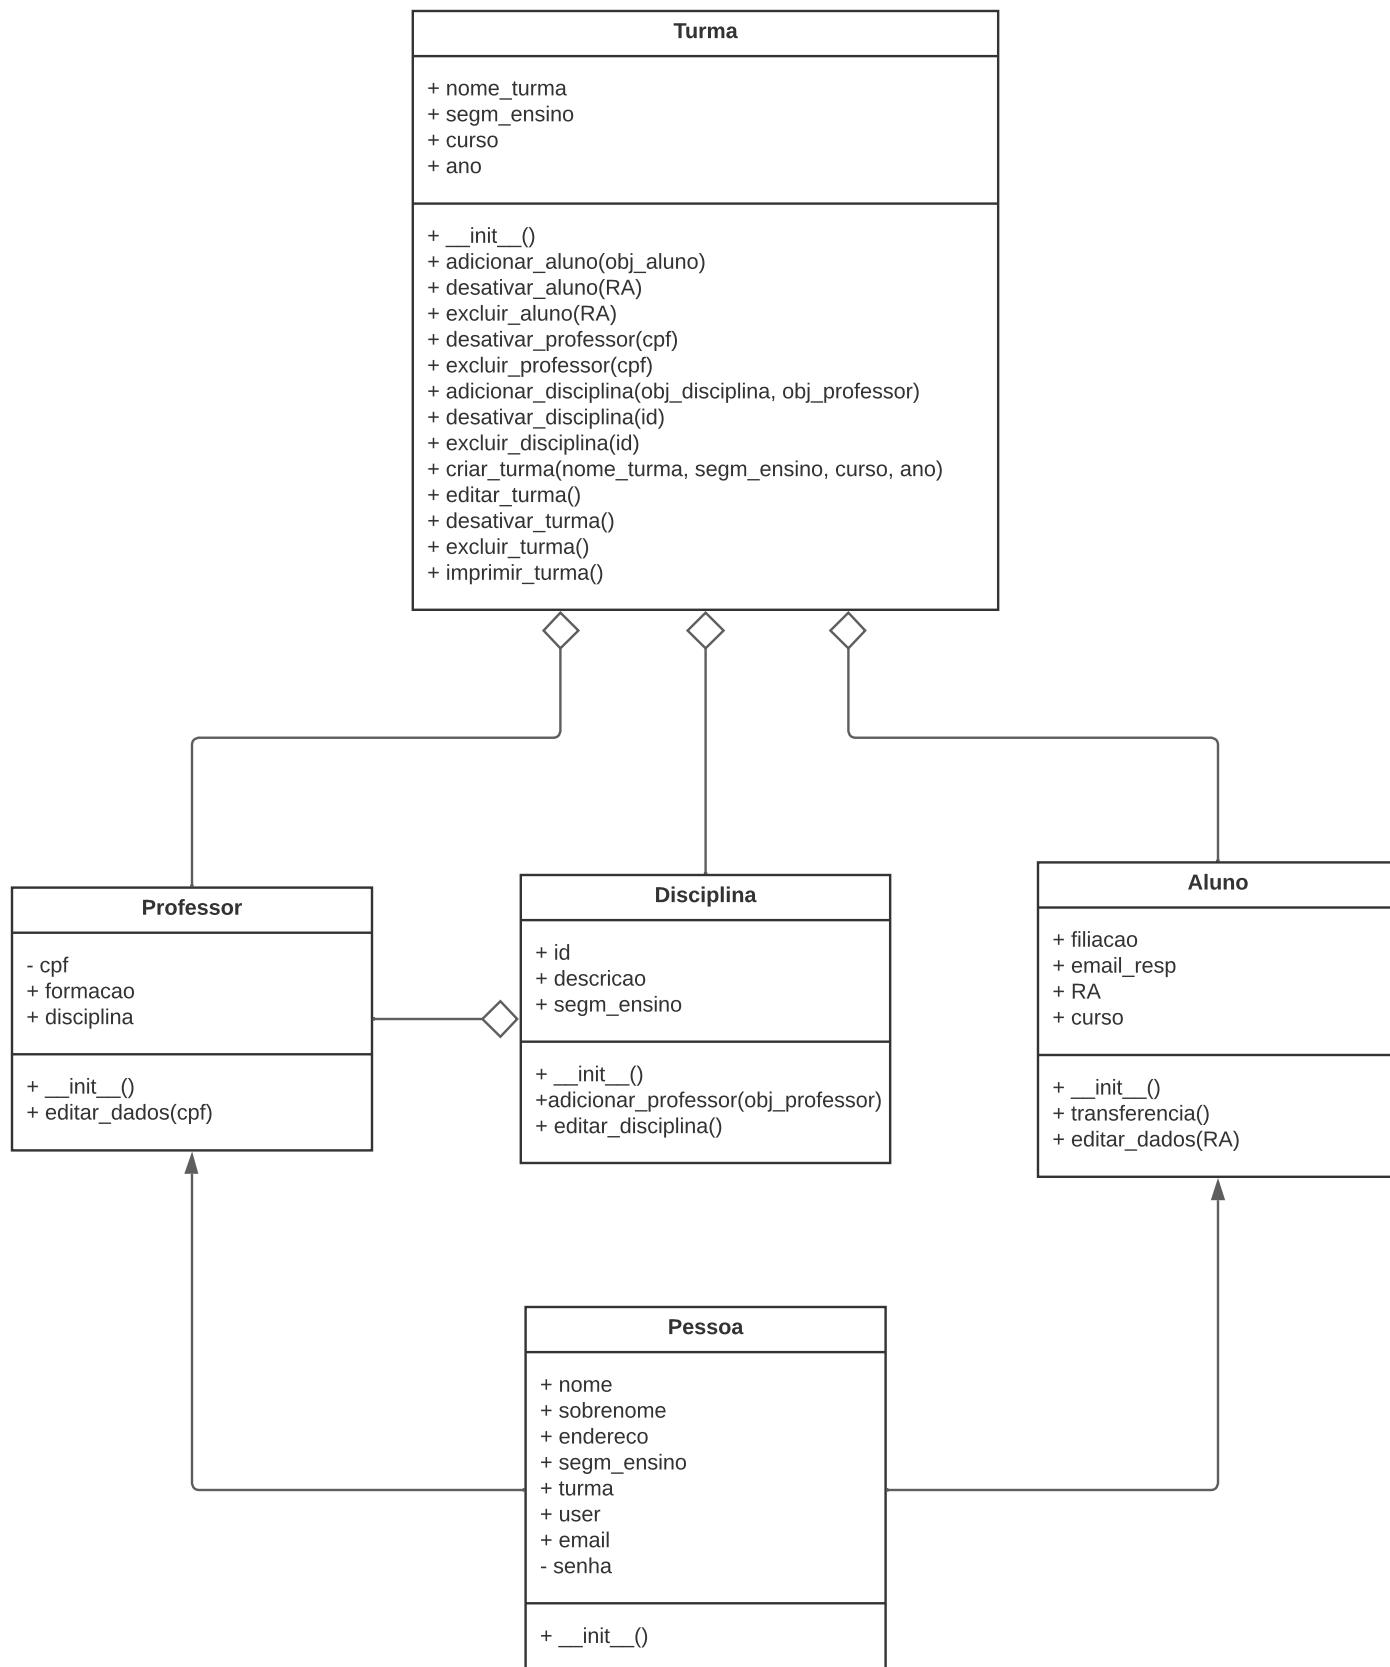 Turma
+ nome_turma
+ segm_ensino
+ curso
+ ano
+ __init__()
+ adicionar_aluno(obj_aluno)
+ desativar_aluno(RA)
+ excluir_aluno(RA)
+ desativar_professor(cpf)
+ excluir_professor(cpf)
+ adicionar_disciplina(obj_disciplina, obj_professor)
+ desativar_disciplina(id)
+ excluir_disciplina(id)
+ criar_turma(nome_turma, segm_ensino, curso, ano)
+ editar_turma()
+ desativar_turma()
+ excluir_turma()
+ imprimir_turma()
Professor
- cpf
+ formacao
+ disciplina
+ __init__()
+ editar_dados(cpf)
Disciplina
+ id
+ descricao
+ segm_ensino
+ __init__()
+adicionar_professor(obj_professor)
+ editar_disciplina()
Aluno
+ filiacao
+ email_resp
+ RA
+ curso
+ __init__()
+ transferencia()
+ editar_dados(RA)
Pessoa
+ nome
+ sobrenome
+ endereco
+ segm_ensino
+ turma
+ user
+ email
- senha
+ __init__()